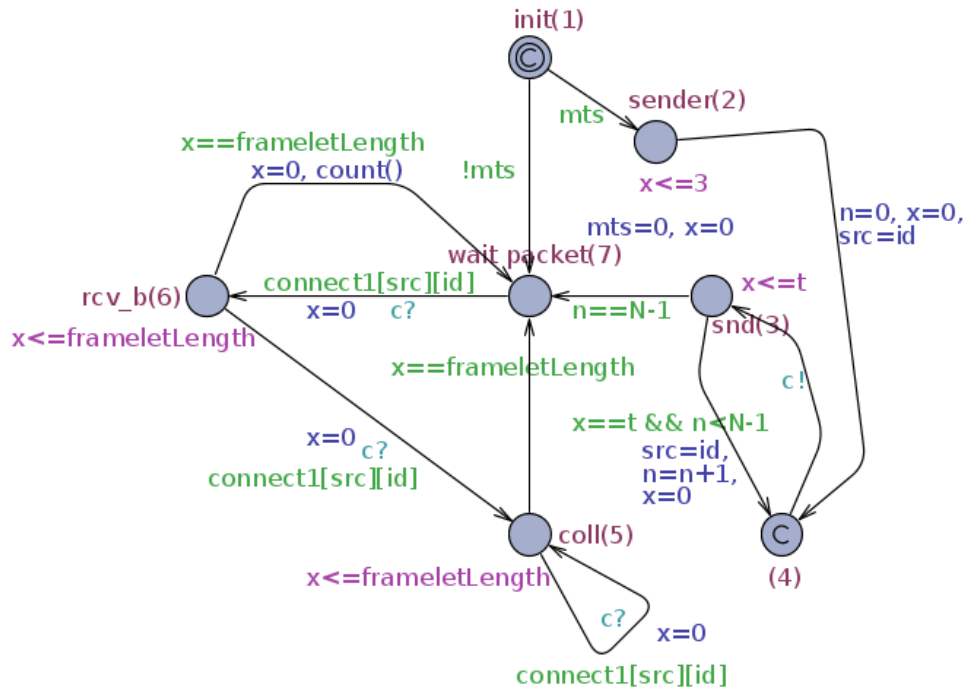 init(1)
sender(2)
mts
x==frameletLength
x=0, count()
!mts
x<=3
n=0, x=0,
src=id
mts=0, x=0
wait packet(7)
connect1[src][id]
x<=t
rcv_b(6)
x=0
c?
n==N-1
snd(3)
x<=frameletLength
x==frameletLength
c!
x==t && n<N-1
x=0
c?
src=id,
n=n+1,
x=0
connect1[src][id]
C
C
coll(5)
x<=frameletLength
(4)
c?
x=0
connect1[src][id]